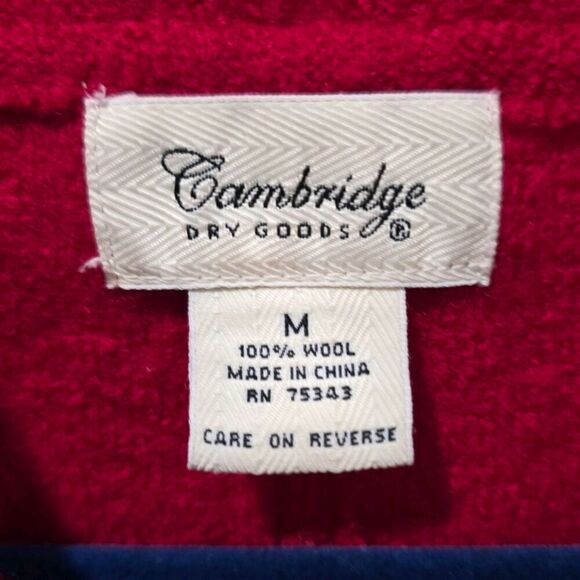 Cambridge
DRY GOODS ®
M
100% WOOL
MADE IN CHINA
RN 75343
CARE ON REVERSE